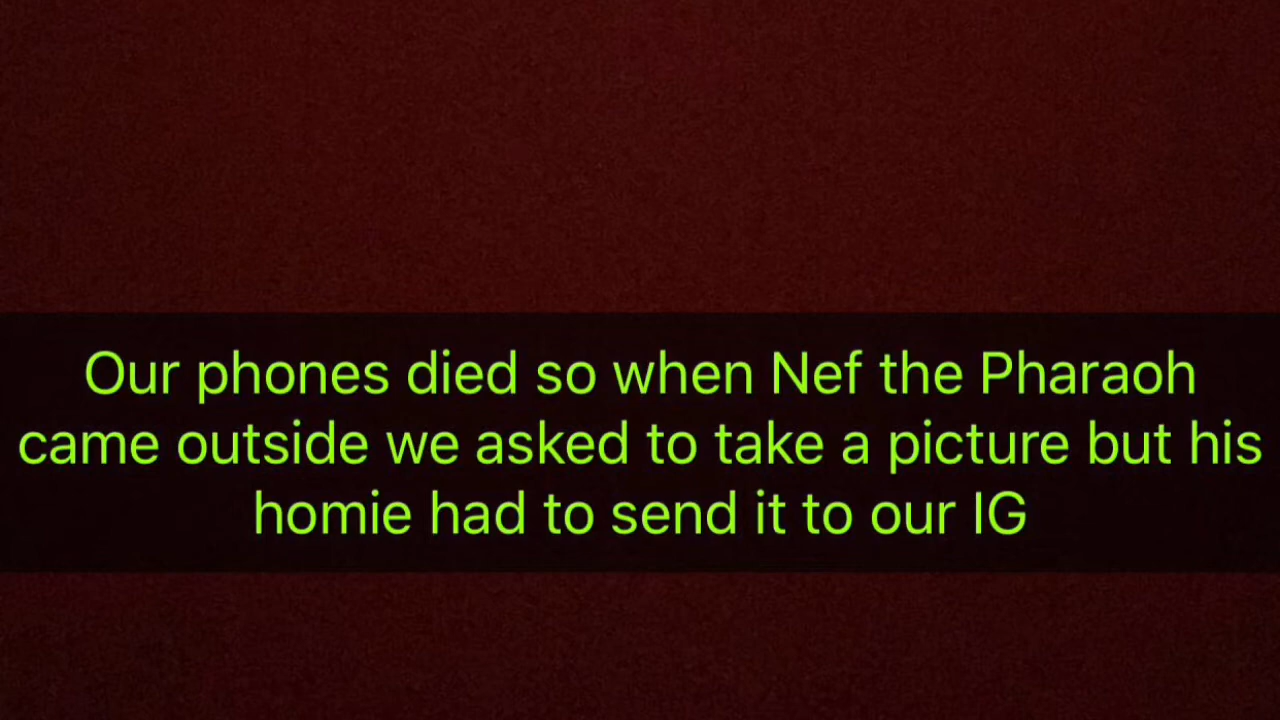 Our phones died so when Nef the Pharaoh
came outside we asked to take a picture but his
homie had to send it to our IG